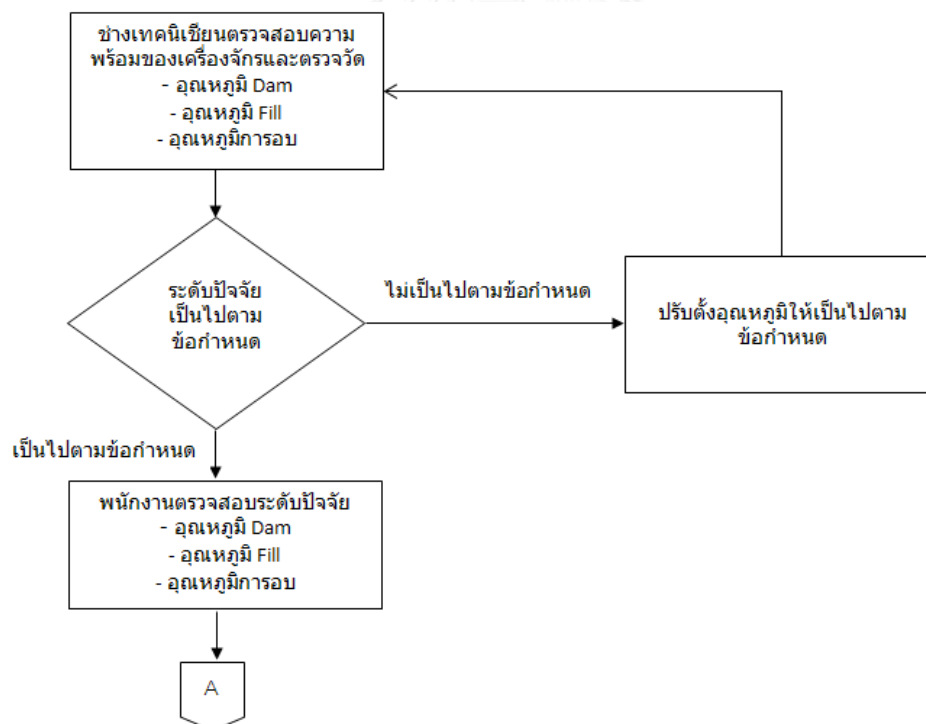 ช่างเทคนิเชียนตรวจสอบความ
พร้อมของเครื่องจักรและตรวจวัด
- อุณหภูมิ Dam
- อุณหภูมิ Fill
- อุณหภูมิการอบ
ระดับปัจจัย
เป็นไปตาม
ข้อกำหนด
ไม่เป็นไปตามข้อกำหนด
ปรับตั้งอุณหภูมิให้เป็นไปตาม
ข้อกำหนด
เป็นไปตามข้อกำหนด
พนักงานตรวจสอบระดับปัจจัย
- อุณหภูมิ Dam
- อุณหภูมิ Fill
- อุณหภูมิการอบ
A